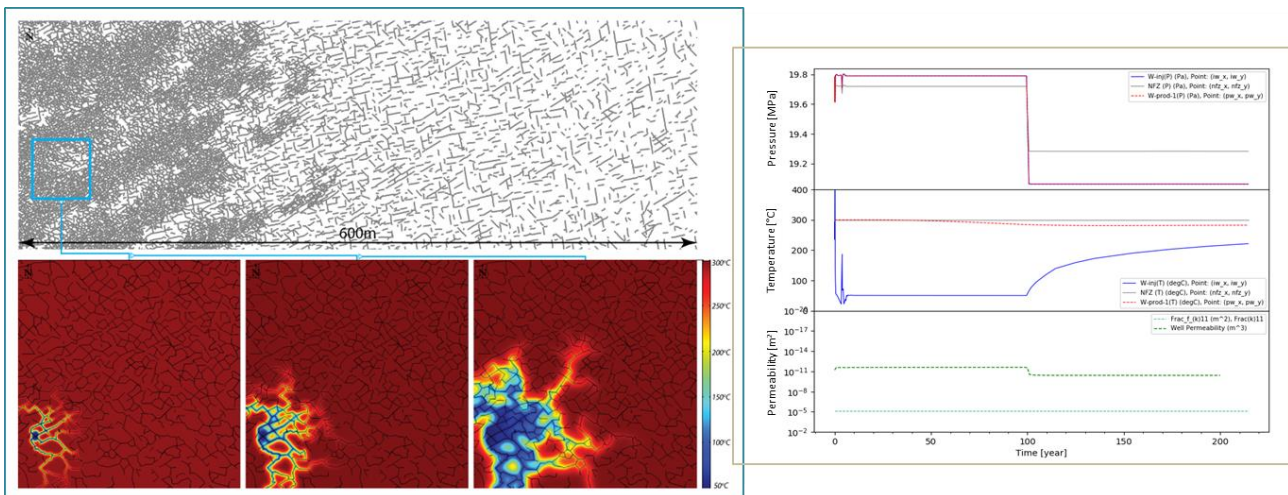 N
600m
N
N
300°C
250°C
200°C
150°C
100°C
50°C
19.8
19.6
19.4
19.2
Pressure [MPa]
W-inj(P) (Pa), Point: (iw_x, iw_y)
NFZ (P) (Pa), Point: (nfz_x, nfz_y)
W-prod-1(P) (Pa), Point: (pw_x, pw_y)
400
300
200
100
Temperature [°C]
W-inj(T) (degC), Point: (iw_x, iw_y)
NFZ (T) (degC), Point: (nfz_x, nfz_y)
W-prod-1(T) (degC), Point: (pw_x, pw_y)
10⁻¹⁷
10⁻¹⁴
10⁻¹¹
10⁻⁸
10⁻⁵
10⁻²
Permeability [m²]
Frac_f_(k)11 (m^2), Frac(k)11
Well Permeability (m^3)
0
50
100
150
200
Time [year]